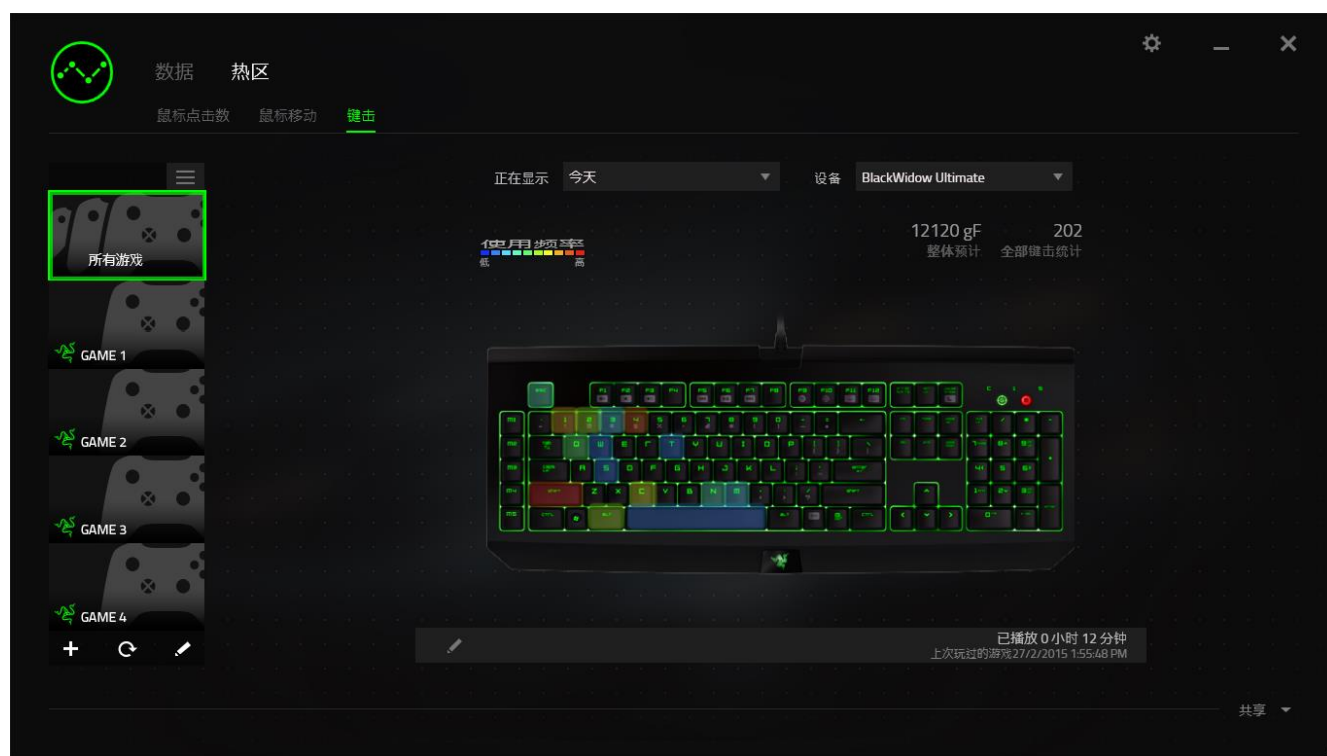 数据 热区
鼠标点击数 鼠标移动 键击
正在显示 今天 设备 BlackWidow Ultimate
使用频率
低 高
12120 gF 202
整体预计 全部键击统计
所有游戏
GAME 1
GAME 2
GAME 3
GAME 4
已播放 0 小时 12 分钟
上次玩过的游戏27/2/2015 1:55:48 PM
共享